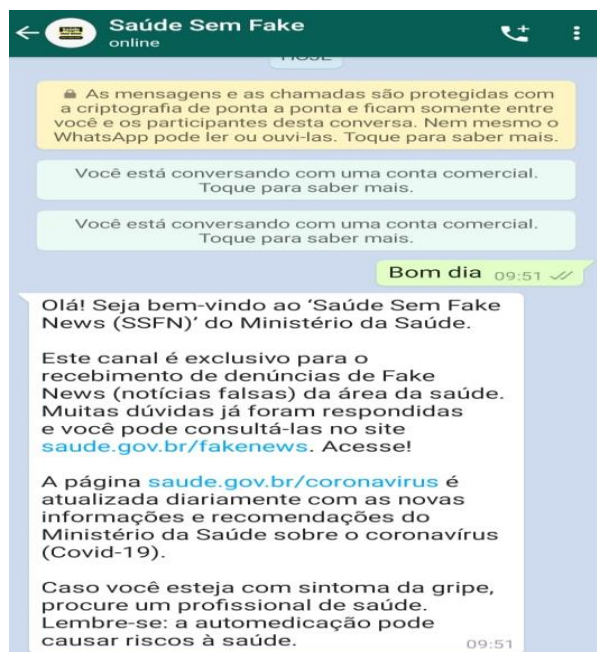 Saúde Sem Fake
online
HOJE
As mensagens e as chamadas são protegidas com
a criptografia de ponta a ponta e ficam somente entre
você e os participantes desta conversa. Nem mesmo o
WhatsApp pode ler ou ouvi-las. Toque para saber mais.
Você está conversando com uma conta comercial.
Toque para saber mais.
Você está conversando com uma conta comercial.
Toque para saber mais.
Bom dia 09:51
Olá! Seja bem-vindo ao ‘Saúde Sem Fake
News (SSFN)’ do Ministério da Saúde.
Este canal é exclusivo para o
recebimento de denúncias de Fake
News (notícias falsas) da área da saúde.
Muitas dúvidas já foram respondidas
e você pode consultá-las no site
saude.gov.br/fakenews. Acesse!
A página saude.gov.br/coronavirus é
atualizada diariamente com as novas
informações e recomendações do
Ministério da Saúde sobre o coronavírus
(Covid-19).
Caso você esteja com sintoma da gripe,
procure um profissional de saúde.
Lembre-se: a automedicação pode
causar riscos à saúde. 09:51